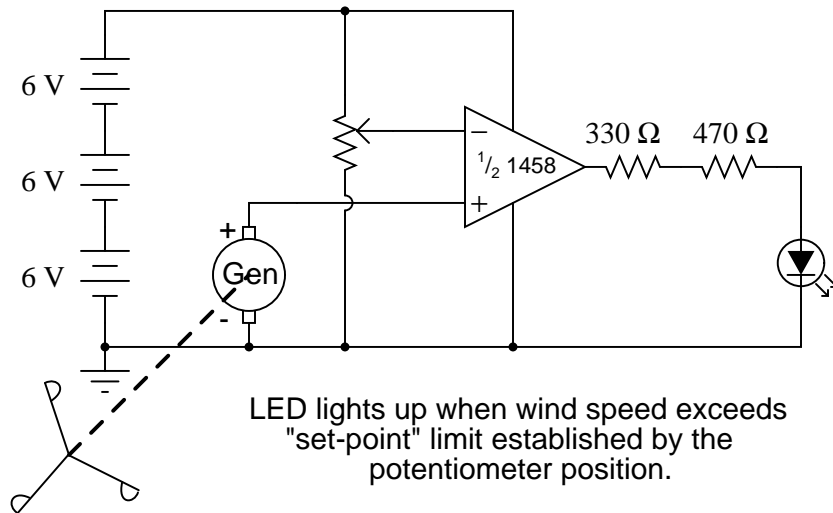 6 V
6 V
6 V
+
Gen
-
−
+
1/2 1458
330 Ω
470 Ω
LED lights up when wind speed exceeds
"set-point" limit established by the
potentiometer position.